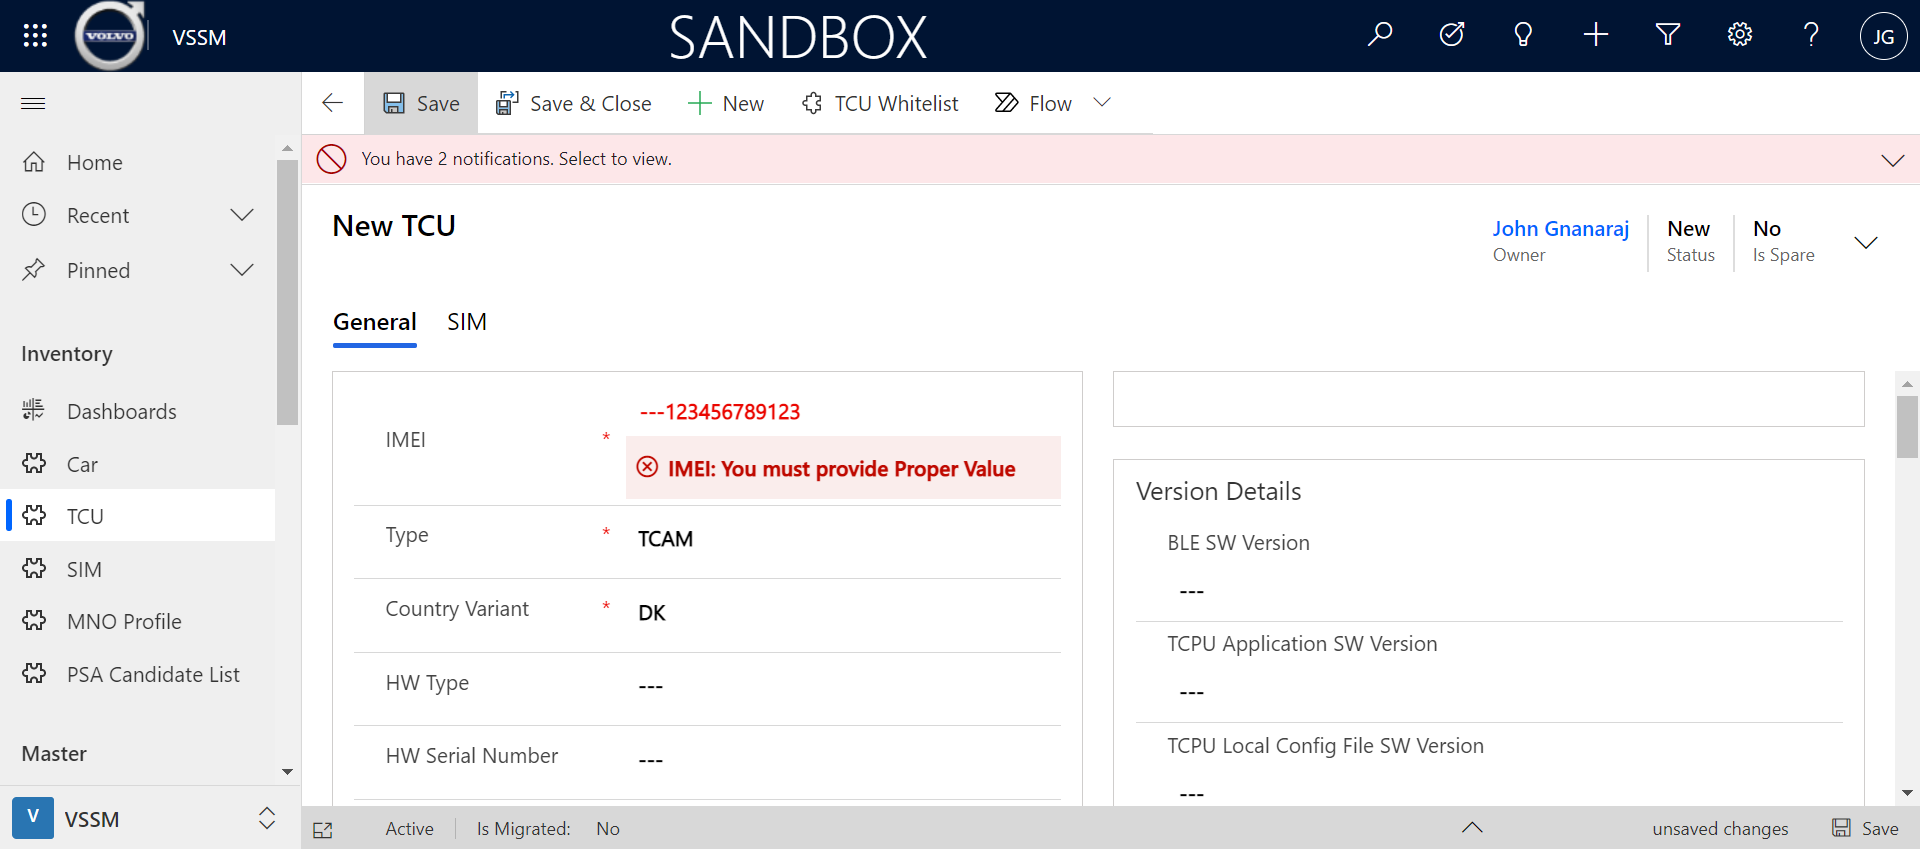 VOLVO
VSSM
SANDBOX
JG
Save
Save & Close
New
TCU Whitelist
Flow
You have 2 notifications. Select to view.
Home
Recent
Pinned
Inventory
Dashboards
Car
TCU
SIM
MNO Profile
PSA Candidate List
Master
V
VSSM
New TCU
John Gnanaraj
Owner
New
Status
No
Is Spare
General
SIM
IMEI
*
---123456789123
IMEI: You must provide Proper Value
Type
*
TCAM
Country Variant
*
DK
HW Type
---
HW Serial Number
---
Version Details
BLE SW Version
---
TCPU Application SW Version
---
TCPU Local Config File SW Version
---
Active
Is Migrated:
No
unsaved changes
Save